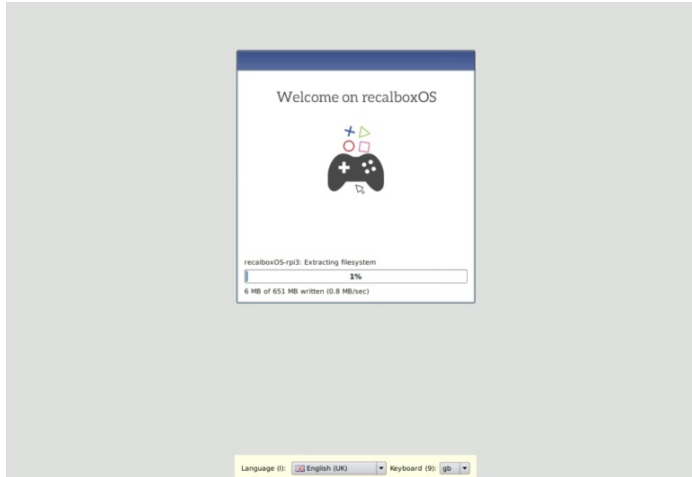 Welcome on recalboxOS
recalboxOS-rpi3: Extracting filesystem
1%
6 MB of 651 MB written (0.8 MB/sec)
Language (l): English (UK) Keyboard (9): gb